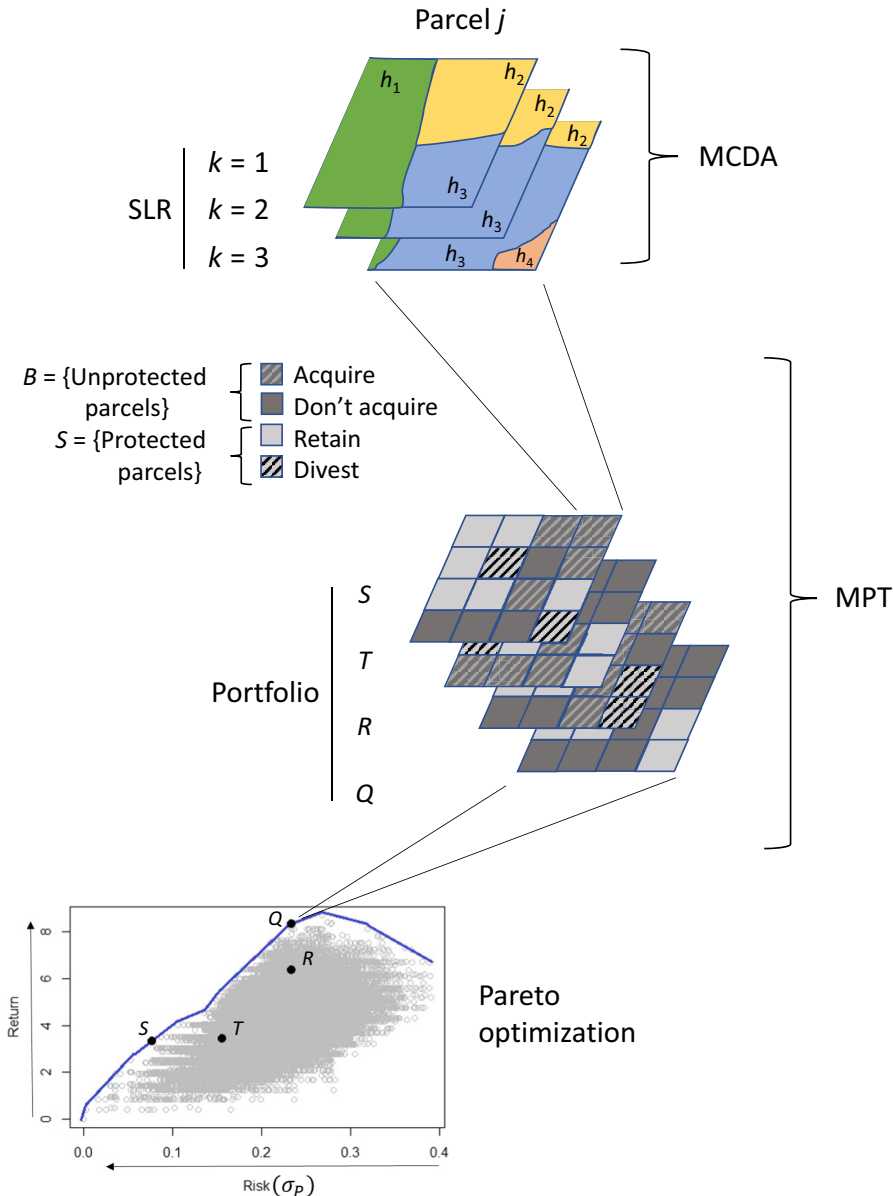 Parcel j
h1
h2
h2
h2
h3
h3
h3
h4
SLR
k = 1
k = 2
k = 3
MCDA
B = {Unprotected
parcels}
S = {Protected
parcels}
Acquire
Don't acquire
Retain
Divest
Portfolio
S
T
R
Q
MPT
Return
0
2
4
6
8
S
T
Q
R
0.0
0.1
0.2
0.3
0.4
Risk(σP)
Pareto
optimization